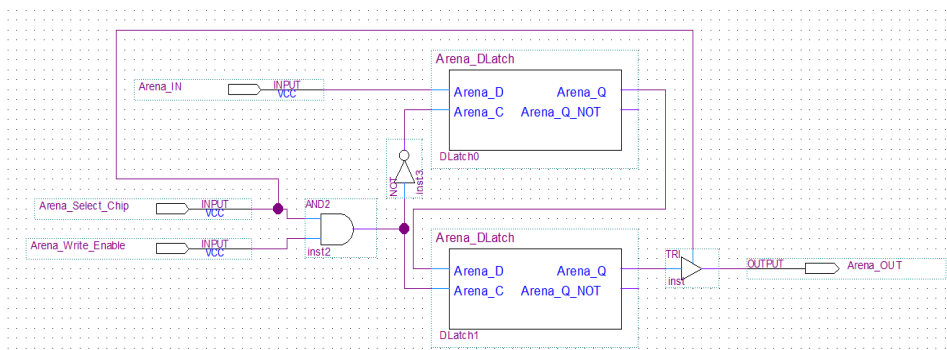 Arena_DLatch
Arena_IN
INPUT
VCC
Arena_D
Arena_Q
Arena_C
Arena_Q_NOT
DLatch0
NOT
inst3
Arena_Select_Chip
INPUT
VCC
AND2
Arena_Write_Enable
INPUT
VCC
inst2
Arena_DLatch
Arena_D
Arena_Q
Arena_C
Arena_Q_NOT
DLatch1
TRI
inst
OUTPUT
Arena_OUT